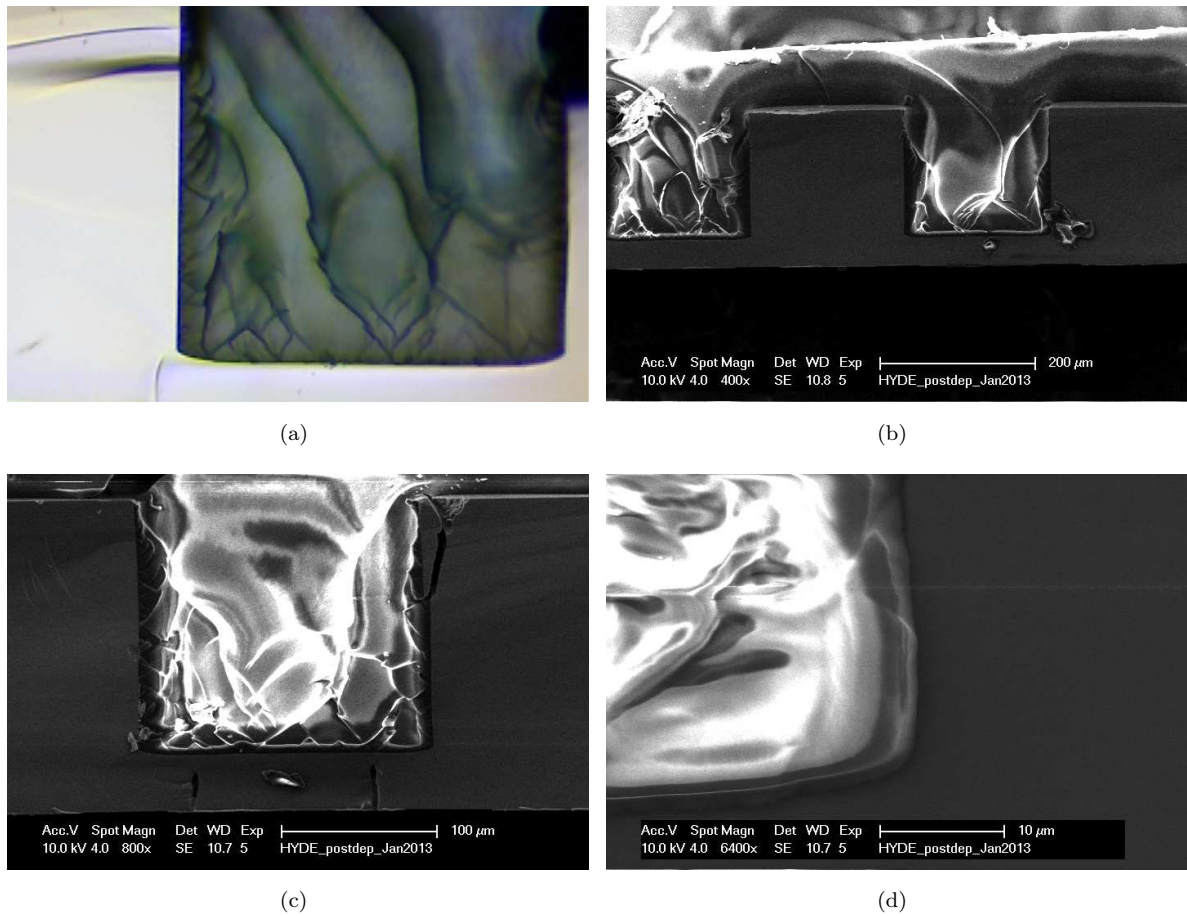 (a)
Acc.V Spot Magn Det WD Exp 200 μm
10.0 kV 4.0 400x SE 10.8 5 HYDE_postdep_Jan2013
(b)
Acc.V Spot Magn Det WD Exp 100 μm
10.0 kV 4.0 800x SE 10.7 5 HYDE_postdep_Jan2013
(c)
Acc.V Spot Magn Det WD Exp 10 μm
10.0 kV 4.0 6400x SE 10.7 5 HYDE_postdep_Jan2013
(d)